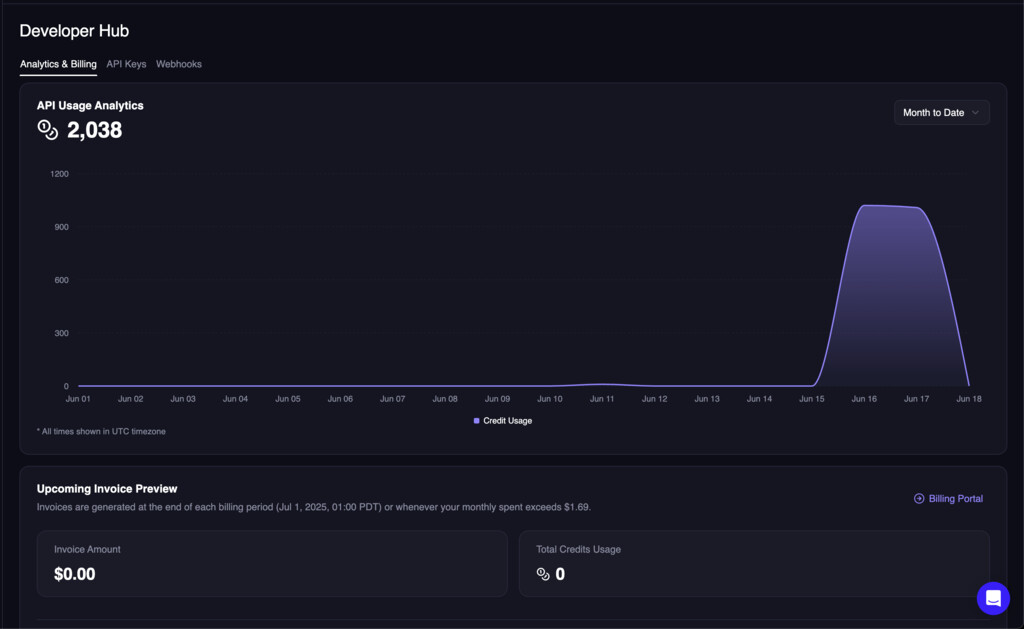 Developer Hub
Analytics & Billing API Keys Webhooks
API Usage Analytics
2,038
Month to Date
1200
900
600
300
0
Jun 01 Jun 02 Jun 03 Jun 04 Jun 05 Jun 06 Jun 07 Jun 08 Jun 09 Jun 10 Jun 11 Jun 12 Jun 13 Jun 14 Jun 15 Jun 16 Jun 17 Jun 18
Credit Usage
* All times shown in UTC timezone
Upcoming Invoice Preview
Invoices are generated at the end of each billing period (Jul 1, 2025, 01:00 PDT) or whenever your monthly spent exceeds $1.69.
Billing Portal
Invoice Amount
$0.00
Total Credits Usage
0